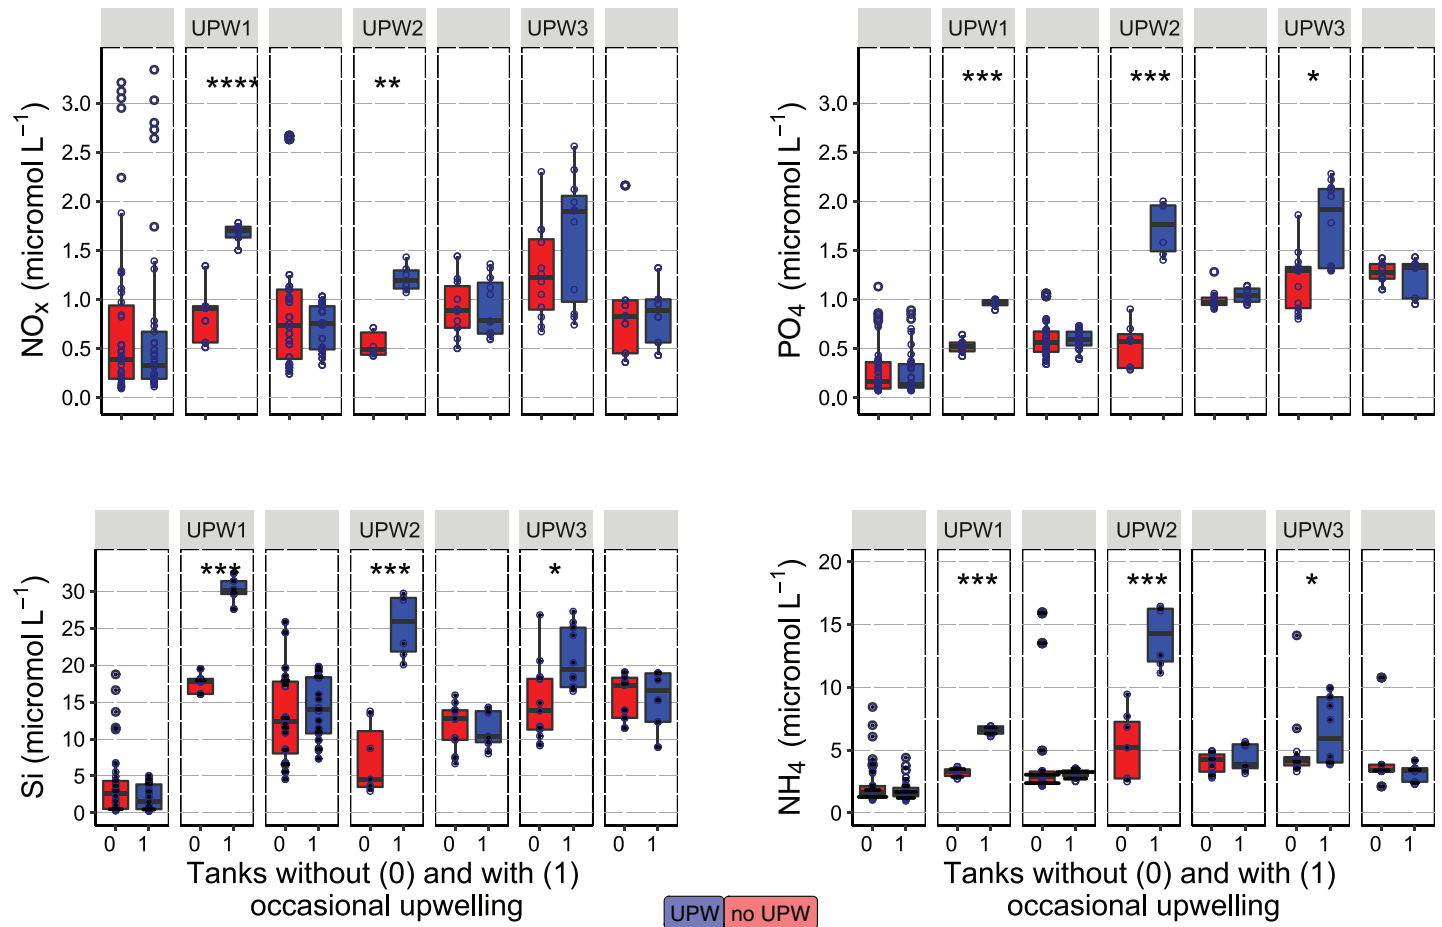 UPW1 UPW2 UPW3
**** **
NOx (micromol L−1)
3.0
2.5
2.0
1.5
1.0
0.5
0.0
UPW1 UPW2 UPW3
*** *** *
PO4 (micromol L−1)
3.0
2.5
2.0
1.5
1.0
0.5
0.0
UPW1 UPW2 UPW3
*** *** *
Si (micromol L−1)
30
25
20
15
10
5
0
0 1 0 1 0 1 0 1 0 1 0 1 0 1
Tanks without (0) and with (1)
occasional upwelling
UPW1 UPW2 UPW3
*** *** *
NH4 (micromol L−1)
20
15
10
5
0
0 1 0 1 0 1 0 1 0 1 0 1 0 1
Tanks without (0) and with (1)
occasional upwelling
UPW no UPW